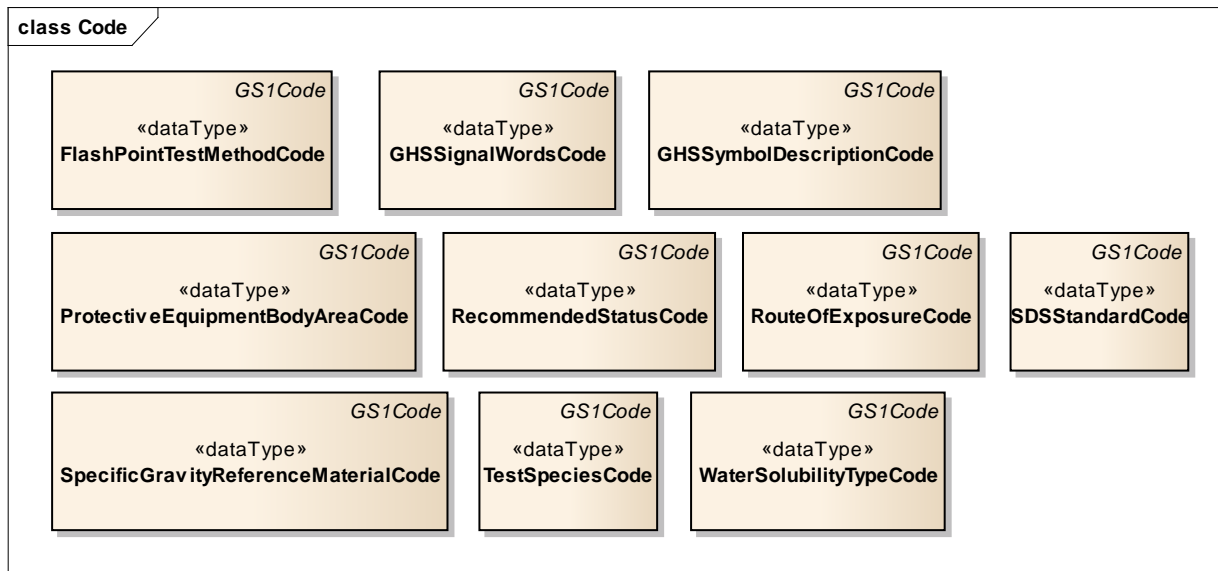 class Code
GS1Code
«dataType»
FlashPointTestMethodCode
GS1Code
«dataType»
GHSSignalWordsCode
GS1Code
«dataType»
GHSSymbolDescriptionCode
GS1Code
«dataType»
ProtectiveEquipmentBodyAreaCode
GS1Code
«dataType»
RecommendedStatusCode
GS1Code
«dataType»
RouteOfExposureCode
GS1Code
«dataType»
SDSStandardCode
GS1Code
«dataType»
SpecificGravityReferenceMaterialCode
GS1Code
«dataType»
TestSpeciesCode
GS1Code
«dataType»
WaterSolubilityTypeCode